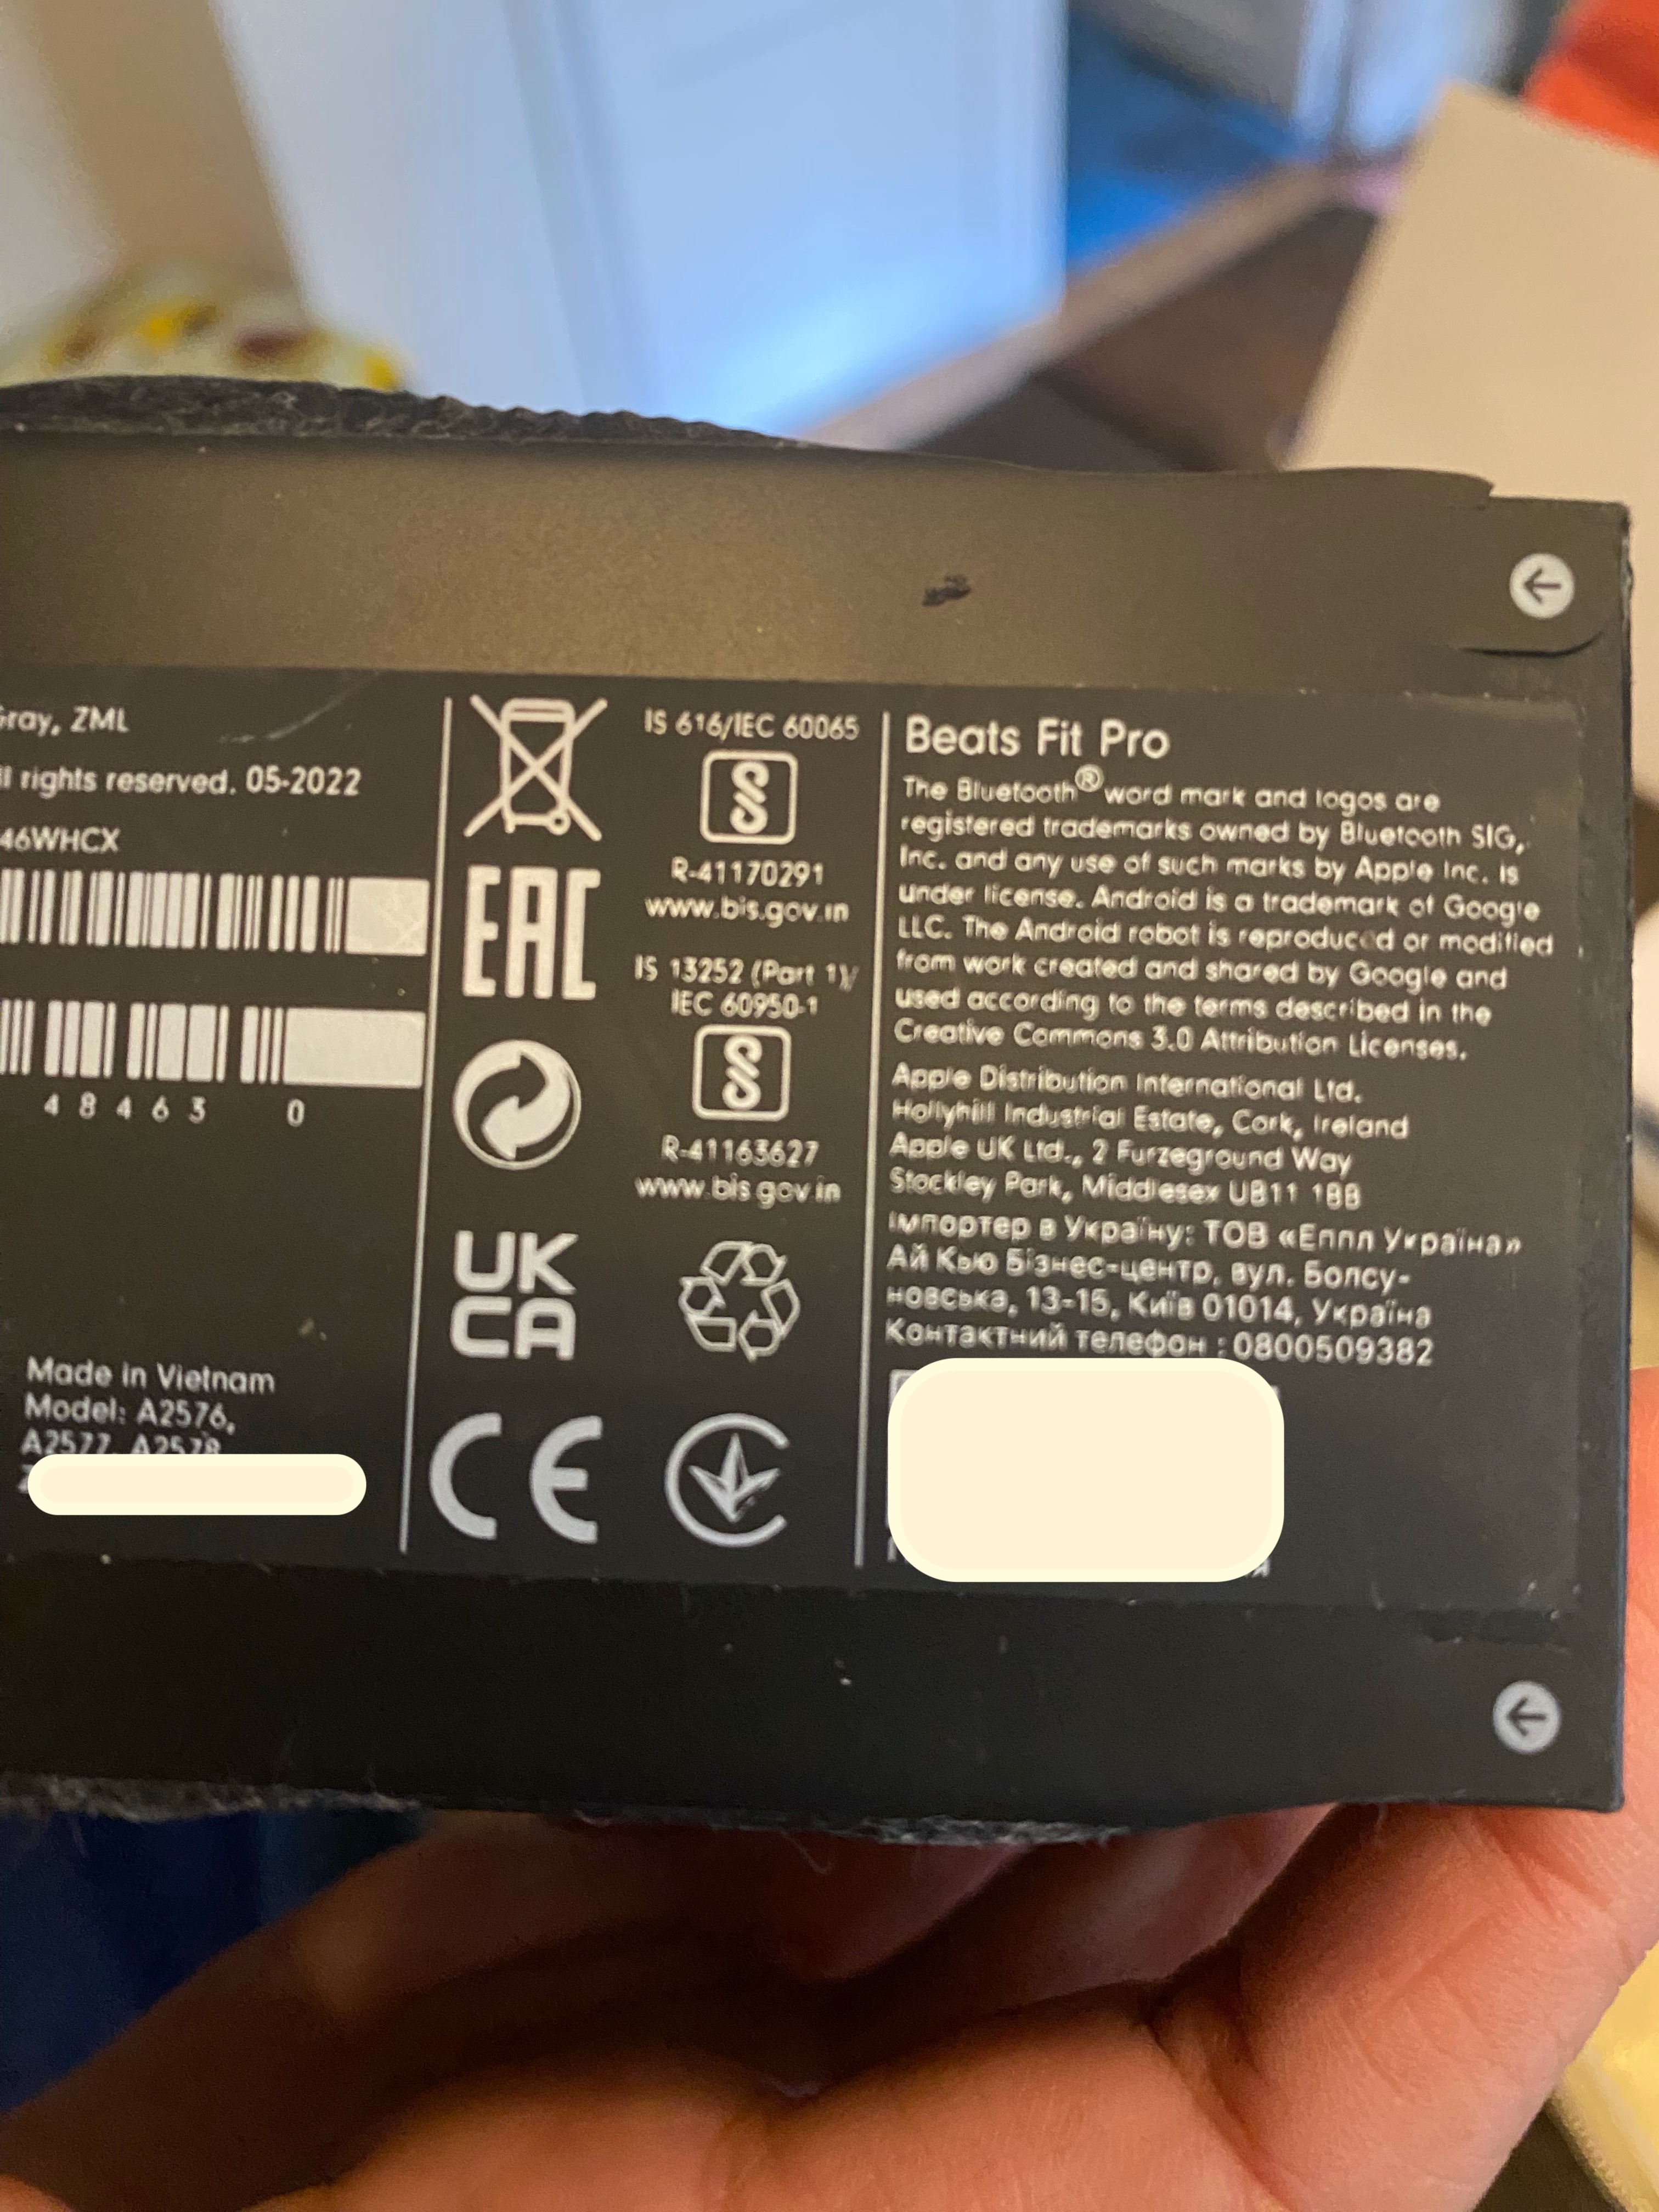 Gray, ZML
ll rights reserved. 05-2022
46WHCX
4 8 4 6 3 0
Made in Vietnam
Model: A2576,
A2577, A2578
IS 616/IEC 60065
R-41170291
www.bis.gov.in
EAC
IS 13252 (Part 1)/
IEC 60950-1
R-41163627
www.bis.gov.in
UK
CA
CE
Beats Fit Pro
The Bluetooth® word mark and logos are
registered trademarks owned by Bluetooth SIG,
Inc. and any use of such marks by Apple Inc. is
under license. Android is a trademark of Google
LLC. The Android robot is reproduced or modified
from work created and shared by Google and
used according to the terms described in the
Creative Commons 3.0 Attribution Licenses.
Apple Distribution International Ltd.
Hollyhill Industrial Estate, Cork, Ireland
Apple UK Ltd., 2 Furzeground Way
Stockley Park, Middlesex UB11 1BB
Імпортер в Україну: ТОВ «Еппл Україна»
Ай Кью Бізнес-центр, вул. Болсу-
новська, 13-15, Київ 01014, Україна
Контактний телефон : 0800509382